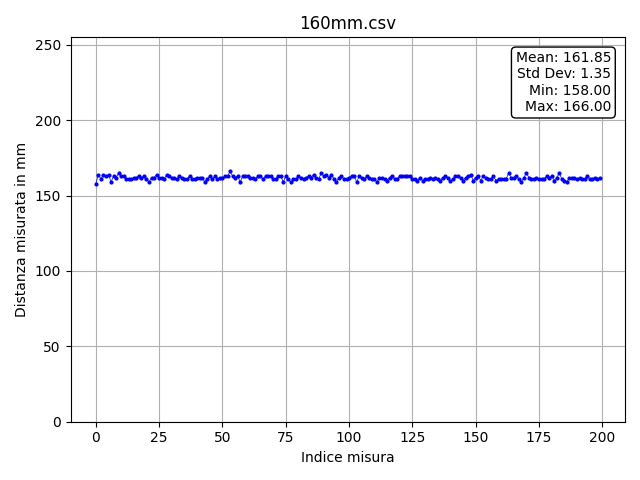 160mm.csv
Mean: 161.85
Std Dev: 1.35
Min: 158.00
Max: 166.00
Distanza misurata in mm
250
200
150
100
50
0
0 25 50 75 100 125 150 175 200
Indice misura